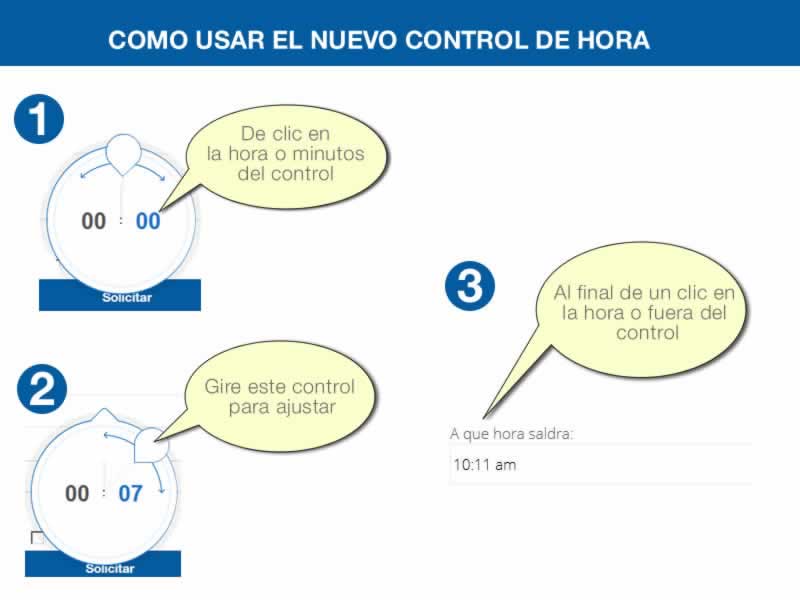 COMO USAR EL NUEVO CONTROL DE HORA
1
De clic en
la hora o minutos
del control
00 : 00
Solicitar
2
Gire este control
para ajustar
00 : 07
Solicitar
3
Al final de un clic en
la hora o fuera del
control
A que hora saldra:
10:11 am